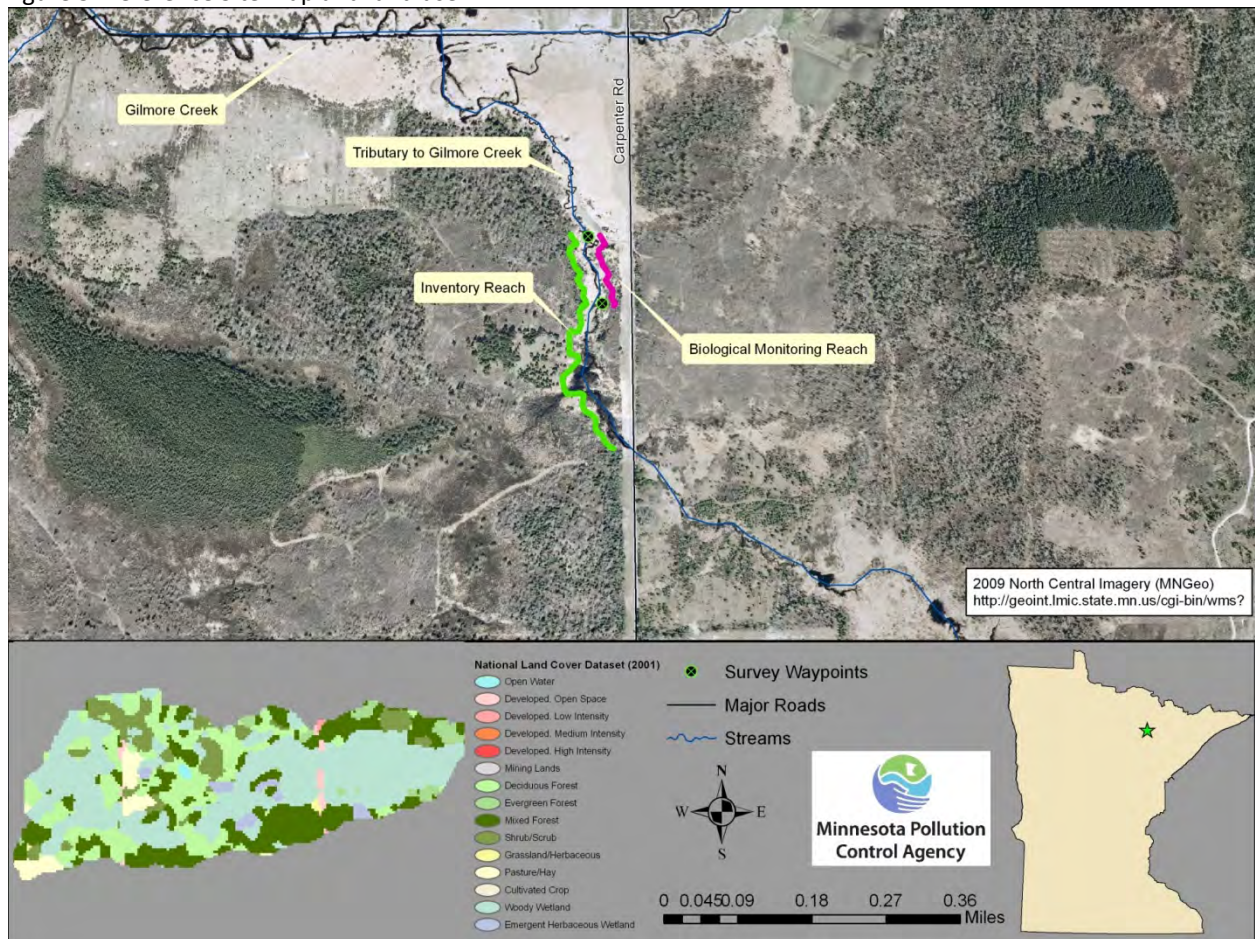 Gilmore Creek
Tributary to Gilmore Creek
Carpenter Rd
Inventory Reach
Biological Monitoring Reach
2009 North Central Imagery (MNGeo)
http://geoint.lmic.state.mn.us/cgi-bin/wms?
National Land Cover Dataset (2001)
Open Water
Developed. Open Space
Developed. Low Intensity
Developed. Medium Intensity
Developed. High Intensity
Mining Lands
Deciduous Forest
Evergreen Forest
Mixed Forest
Shrub/Scrub
Grassland/Herbaceous
Pasture/Hay
Cultivated Crop
Woody Wetland
Emergent Herbaceous Wetland
Survey Waypoints
Major Roads
Streams
N
W
E
S
Minnesota Pollution
Control Agency
0 0.0450.09 0.18 0.27 0.36
Miles